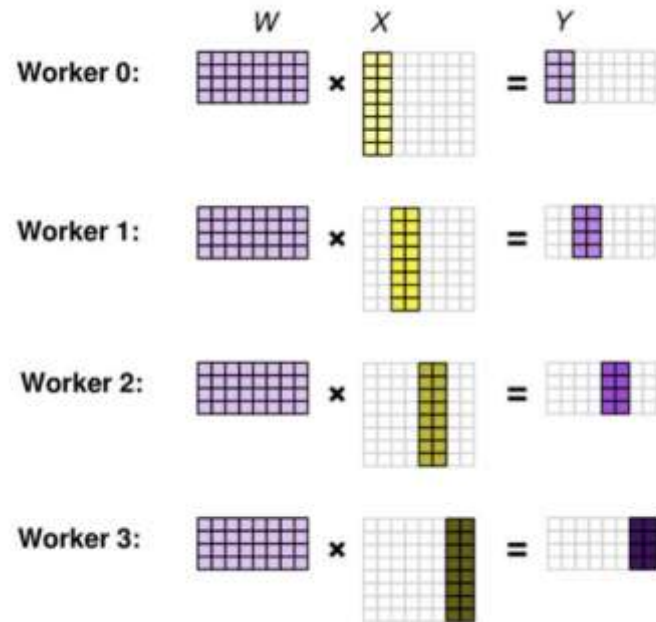 W X Y
Worker 0: × =
Worker 1: × =
Worker 2: × =
Worker 3: × =